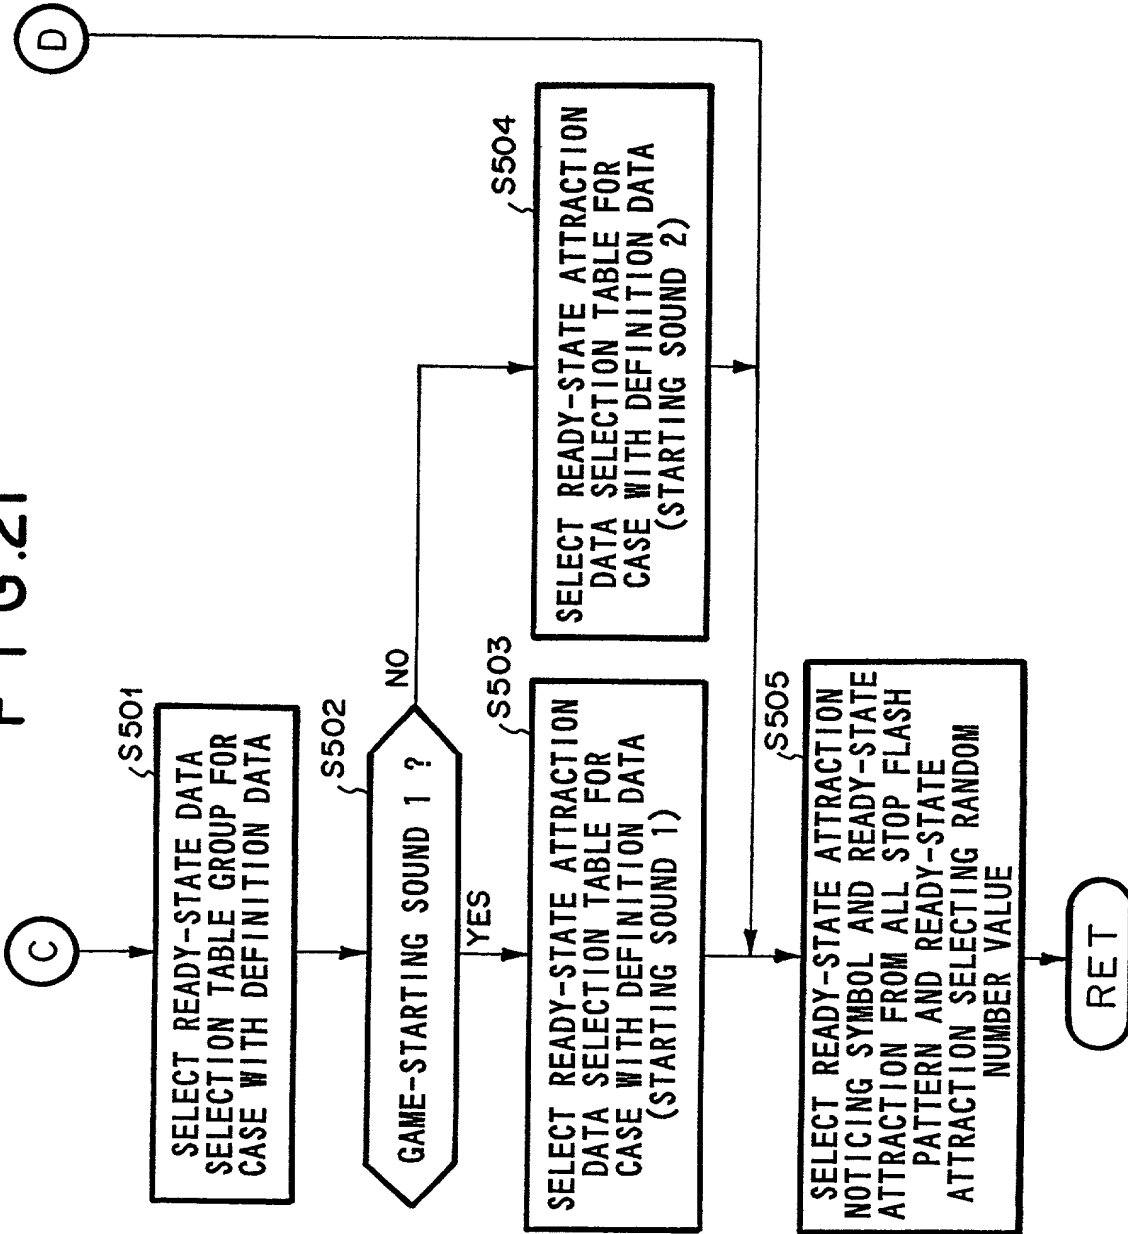 FIG.21
C
D
S501
SELECT READY-STATE DATA
SELECTION TABLE GROUP FOR
CASE WITH DEFINITION DATA
S502
GAME-STARTING SOUND 1 ?
NO
YES
S503
SELECT READY-STATE ATTRACTION
DATA SELECTION TABLE FOR
CASE WITH DEFINITION DATA
(STARTING SOUND 1)
S504
SELECT READY-STATE ATTRACTION
DATA SELECTION TABLE FOR
CASE WITH DEFINITION DATA
(STARTING SOUND 2)
S505
SELECT READY-STATE ATTRACTION
NOTICING SYMBOL AND READY-STATE
ATTRACTION FROM ALL STOP FLASH
PATTERN AND READY-STATE
ATTRACTION SELECTING RANDOM
NUMBER VALUE
RET